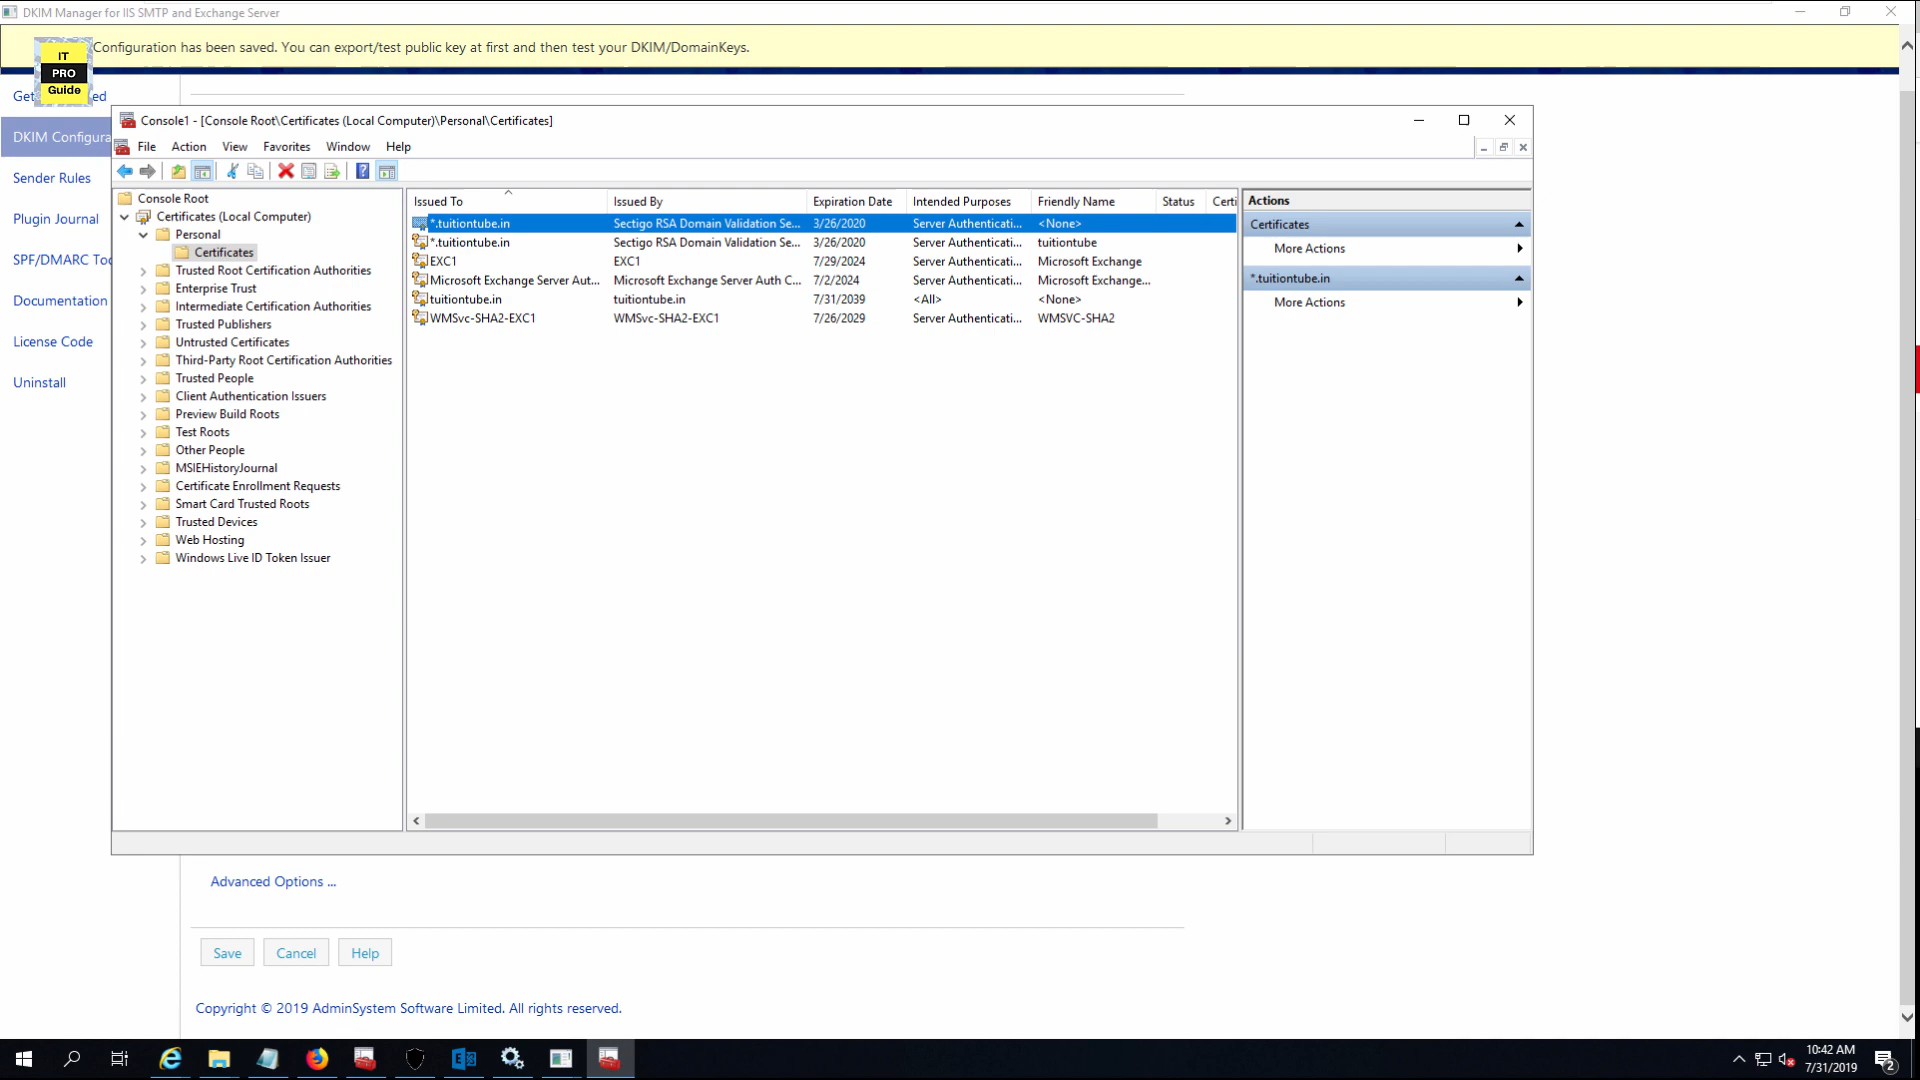 DKIM Manager for IIS SMTP and Exchange Server
Configuration has been saved. You can export/test public key at first and then test your DKIM/DomainKeys.
IT
PRO
Guide
DKIM Configura
Sender Rules
Plugin Journal
SPF/DMARC Too
Documentation
License Code
Uninstall
Console1 - [Console Root\Certificates (Local Computer)\Personal\Certificates]
File Action View Favorites Window Help
Console Root
Certificates (Local Computer)
Personal
Certificates
Trusted Root Certification Authorities
Enterprise Trust
Intermediate Certification Authorities
Trusted Publishers
Untrusted Certificates
Third-Party Root Certification Authorities
Trusted People
Client Authentication Issuers
Preview Build Roots
Test Roots
Other People
MSIEHistoryJournal
Certificate Enrollment Requests
Smart Card Trusted Roots
Trusted Devices
Web Hosting
Windows Live ID Token Issuer
Issued To Issued By Expiration Date Intended Purposes Friendly Name Status Certi
*.tuitiontube.in Sectigo RSA Domain Validation Se... 3/26/2020 Server Authenticati... <None>
*.tuitiontube.in Sectigo RSA Domain Validation Se... 3/26/2020 Server Authenticati... tuitiontube
EXC1 EXC1 7/29/2024 Server Authenticati... Microsoft Exchange
Microsoft Exchange Server Aut... Microsoft Exchange Server Auth C... 7/2/2024 Server Authenticati... Microsoft Exchange...
tuitiontube.in tuitiontube.in 7/31/2039 <All> <None>
WMSvc-SHA2-EXC1 WMSvc-SHA2-EXC1 7/26/2029 Server Authenticati... WMSVC-SHA2
Actions
Certificates
More Actions
*.tuitiontube.in
More Actions
Advanced Options ...
Save Cancel Help
Copyright © 2019 AdminSystem Software Limited. All rights reserved.
10:42 AM
7/31/2019
2